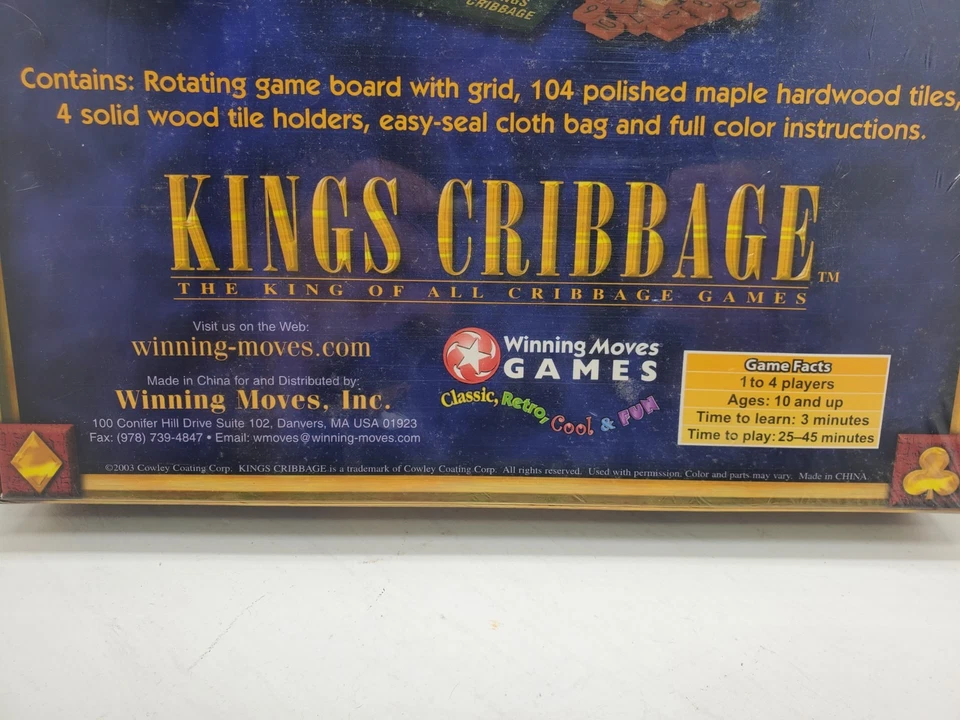 KINGS
CRIBBAGE
Contains: Rotating game board with grid, 104 polished maple hardwood tiles,
4 solid wood tile holders, easy-seal cloth bag and full color instructions.
KINGS CRIBBAGE TM
THE KING OF ALL CRIBBAGE GAMES
Visit us on the Web:
winning-moves.com
Made in China for and Distributed by:
Winning Moves, Inc.
100 Conifer Hill Drive Suite 102, Danvers, MA USA 01923
Fax: (978) 739-4847 • Email: wmoves@winning-moves.com
Winning Moves
GAMES
Classic, Retro, Cool & FUN
Game Facts
1 to 4 players
Ages: 10 and up
Time to learn: 3 minutes
Time to play: 25–45 minutes
©2003 Cowley Coating Corp. KINGS CRIBBAGE is a trademark of Cowley Coating Corp. All rights reserved. Used with permission. Color and parts may vary. Made in CHINA.